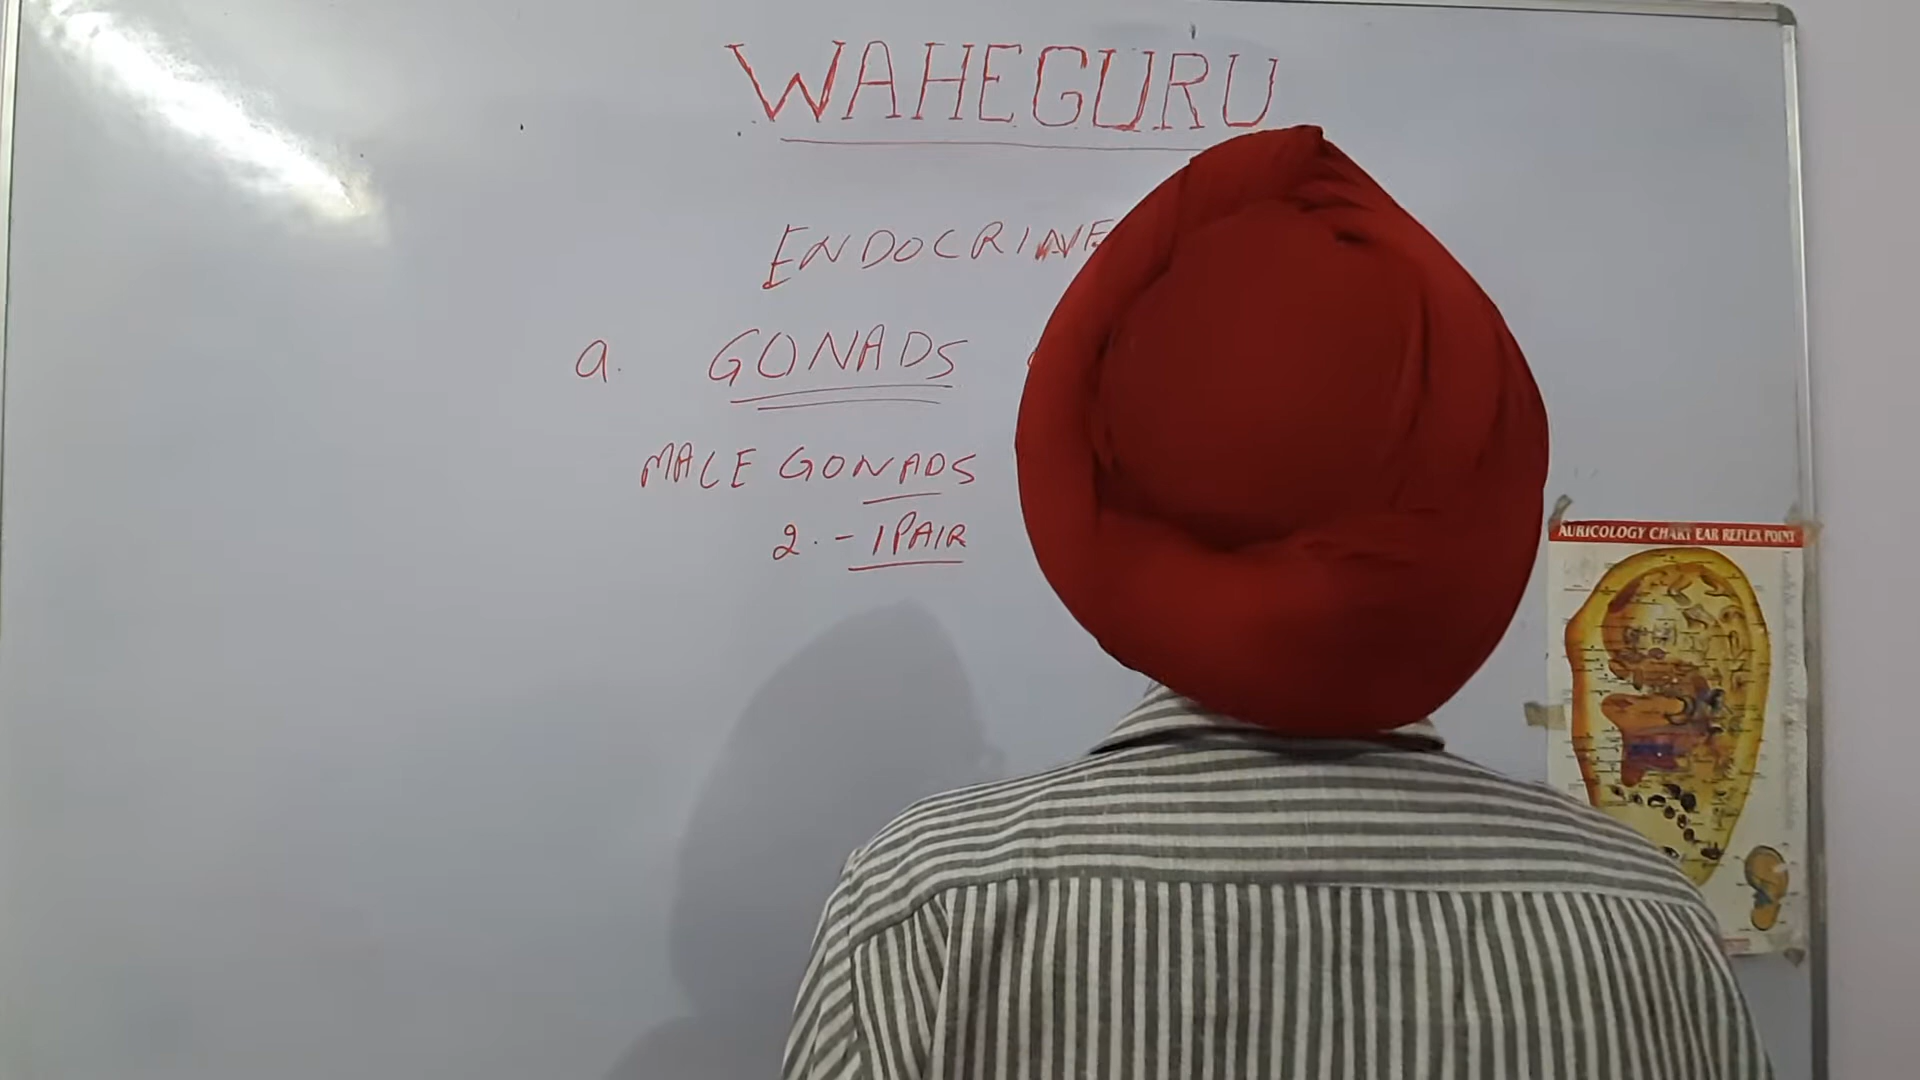 WAHEGURU
ENDOCRINE
a. GONADS
MALE GONADS
2. - 1 PAIR
AURICOLOGY CHART EAR REFLEX POINT